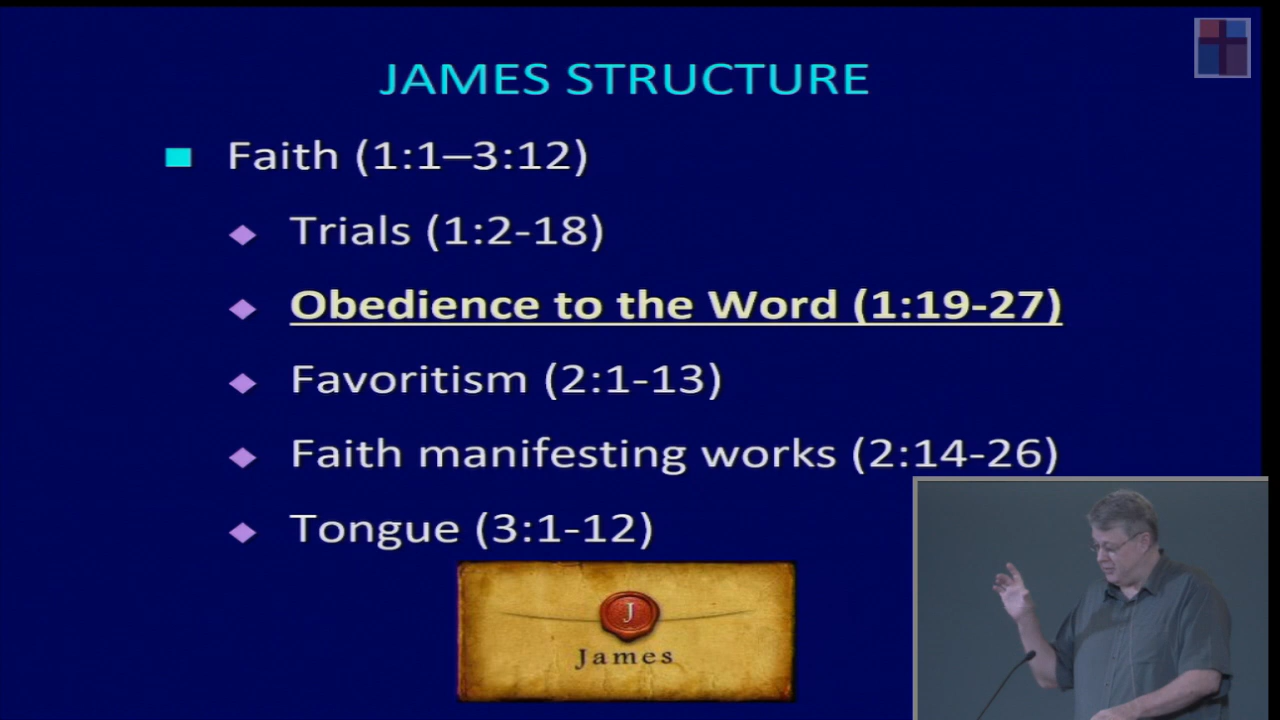 JAMES STRUCTURE
Faith (1:1–3:12)
Trials (1:2-18)
Obedience to the Word (1:19-27)
Favoritism (2:1-13)
Faith manifesting works (2:14-26)
Tongue (3:1-12)
J
James